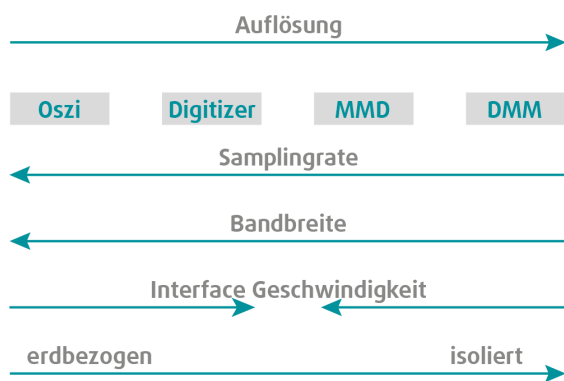 Auflösung
Oszi Digitizer MMD DMM
Samplingrate
Bandbreite
Interface Geschwindigkeit
erdbezogen isoliert